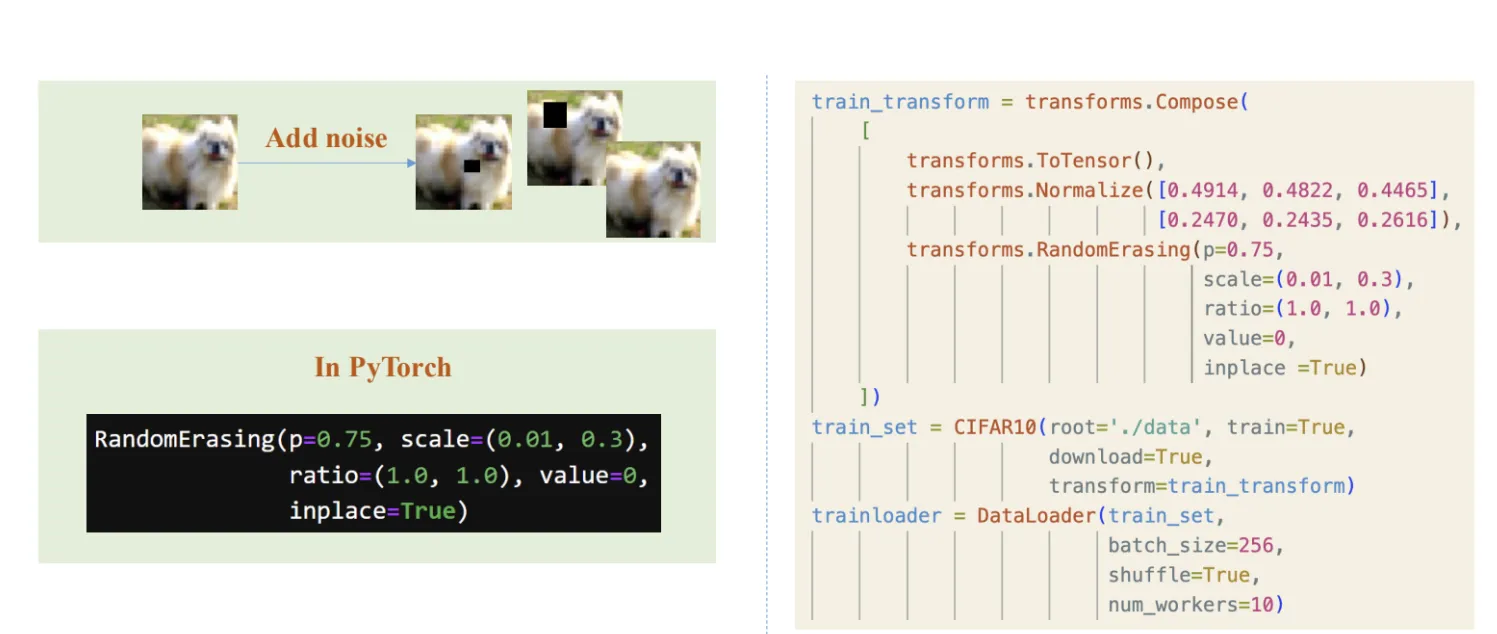 Add noise
In PyTorch
RandomErasing(p=0.75, scale=(0.01, 0.3),
ratio=(1.0, 1.0), value=0,
inplace=True)
train_transform = transforms.Compose(
[
transforms.ToTensor(),
transforms.Normalize([0.4914, 0.4822, 0.4465],
[0.2470, 0.2435, 0.2616]),
transforms.RandomErasing(p=0.75,
scale=(0.01, 0.3),
ratio=(1.0, 1.0),
value=0,
inplace =True)
])
train_set = CIFAR10(root='./data', train=True,
download=True,
transform=train_transform)
trainloader = DataLoader(train_set,
batch_size=256,
shuffle=True,
num_workers=10)